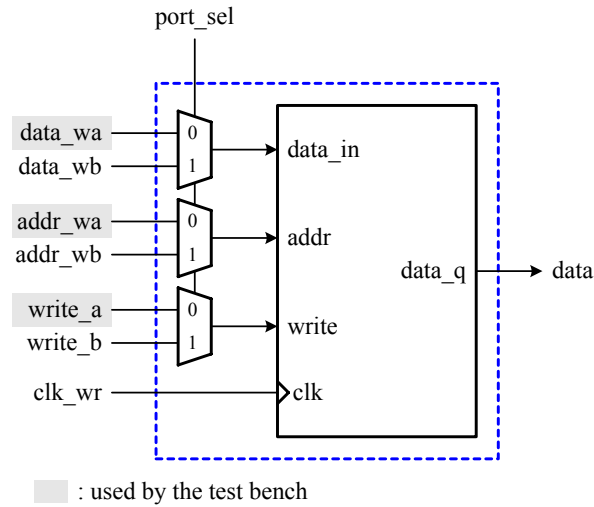 port_sel
data_wa
0
data_in
data_wb
1
addr_wa
0
addr
addr_wb
1
data_q
data
write_a
0
write
write_b
1
clk_wr
clk
: used by the test bench